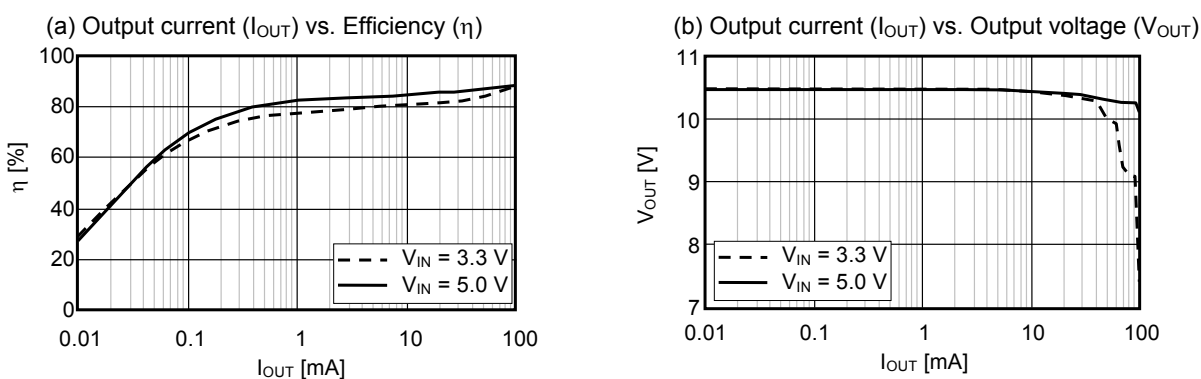 (a) Output current (IOUT) vs. Efficiency (η)
100
80
60
40
20
0
η [%]
VIN = 3.3 V
VIN = 5.0 V
0.01 0.1 1 10 100
IOUT [mA]
(b) Output current (IOUT) vs. Output voltage (VOUT)
11
10
9
8
7
VOUT [V]
VIN = 3.3 V
VIN = 5.0 V
0.01 0.1 1 10 100
IOUT [mA]